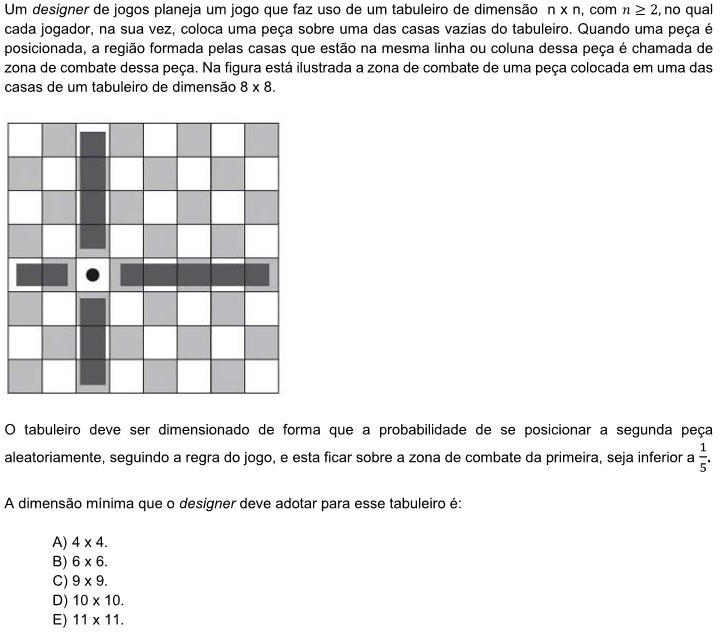 Um designer de jogos planeja um jogo que faz uso de um tabuleiro de dimensão n x n, com n ≥ 2, no qual
cada jogador, na sua vez, coloca uma peça sobre uma das casas vazias do tabuleiro. Quando uma peça é
posicionada, a região formada pelas casas que estão na mesma linha ou coluna dessa peça é chamada de
zona de combate dessa peça. Na figura está ilustrada a zona de combate de uma peça colocada em uma das
casas de um tabuleiro de dimensão 8 x 8.
O tabuleiro deve ser dimensionado de forma que a probabilidade de se posicionar a segunda peça
aleatoriamente, seguindo a regra do jogo, e esta ficar sobre a zona de combate da primeira, seja inferior a 1/5.
A dimensão mínima que o designer deve adotar para esse tabuleiro é:
A) 4 x 4.
B) 6 x 6.
C) 9 x 9.
D) 10 x 10.
E) 11 x 11.